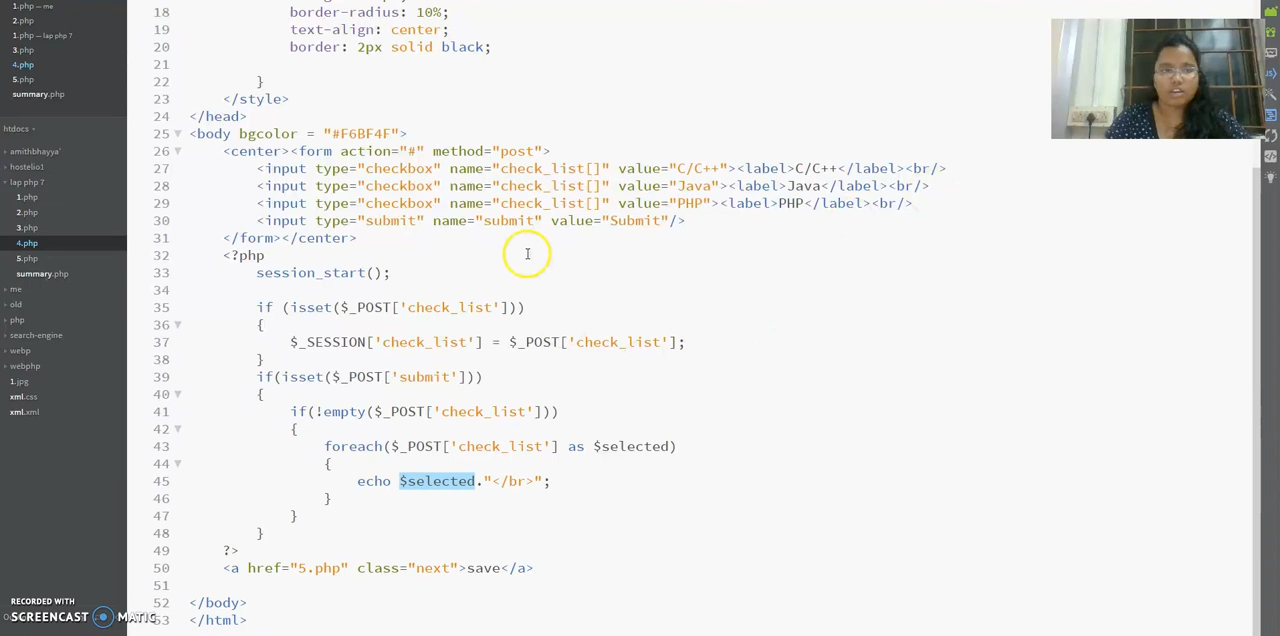 1.php — me
2.php
1.php — lap php 7
3.php
4.php
5.php
summary.php
htdocs
amithbhayya'
hostelio1
lap php 7
1.php
2.php
3.php
4.php
5.php
summary.php
me
old
php
search-engine
webp
webphp
1.jpg
xml.css
xml.xml
18 border-radius: 10%;
19 text-align: center;
20 border: 2px solid black;
21
22 }
23 </style>
24 </head>
25 <body bgcolor = "#F6BF4F">
26 <center><form action="#" method="post">
27 <input type="checkbox" name="check_list[]" value="C/C++"><label>C/C++</label><br/>
28 <input type="checkbox" name="check_list[]" value="Java"><label>Java</label><br/>
29 <input type="checkbox" name="check_list[]" value="PHP"><label>PHP</label><br/>
30 <input type="submit" name="submit" value="Submit"/>
31 </form></center>
32 <?php
33 session_start();
34
35 if (isset($_POST['check_list']))
36 {
37 $_SESSION['check_list'] = $_POST['check_list'];
38 }
39 if(isset($_POST['submit']))
40 {
41 if(!empty($_POST['check_list']))
42 {
43 foreach($_POST['check_list'] as $selected)
44 {
45 echo $selected."</br>";
46 }
47 }
48 }
49 ?>
50 <a href="5.php" class="next">save</a>
51
52 </body>
53 </html>
RECORDED WITH
SCREENCAST MATIC